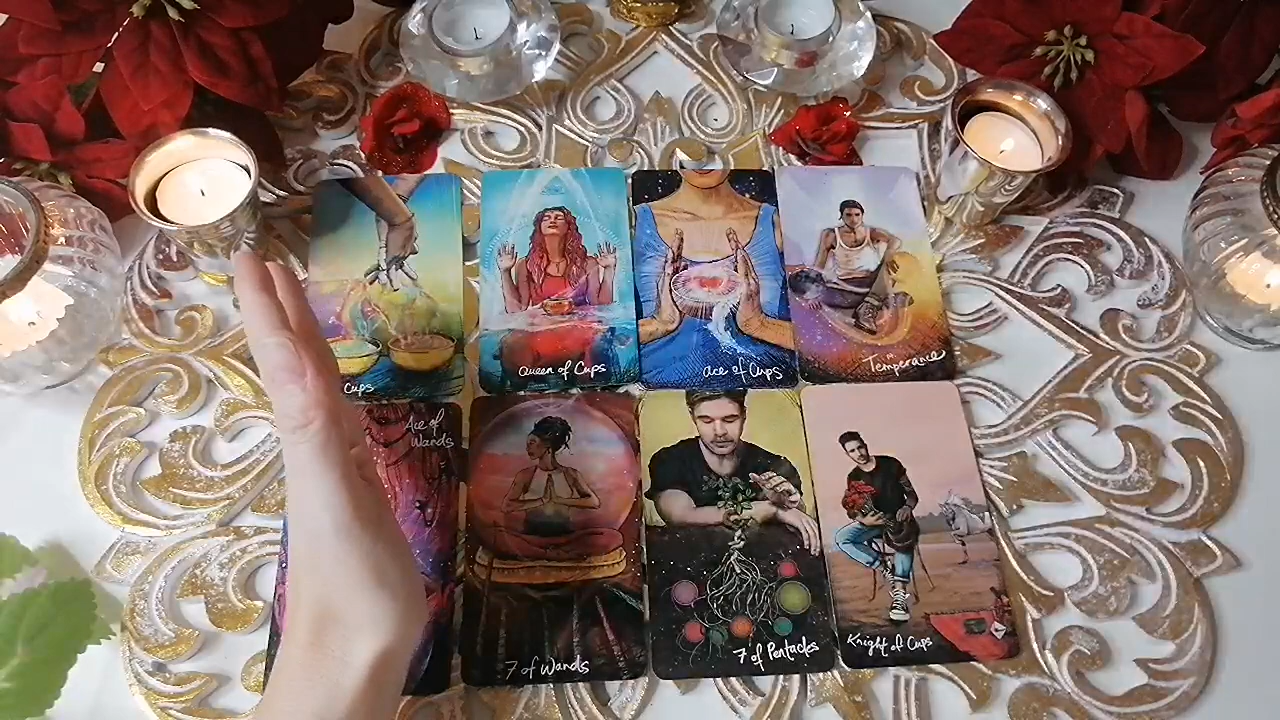 Cups
Queen of Cups
ace of Cups
Temperance
Ace of
Wands
7 of Wands
7 of Pentacles
Knight of Cups